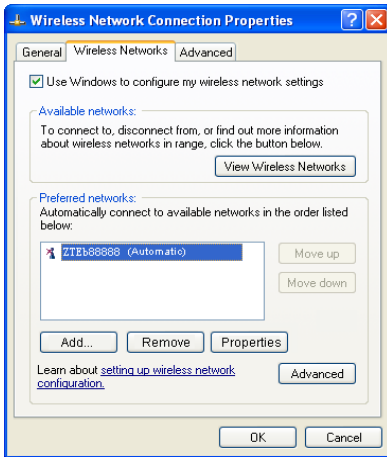 Wireless Network Connection Properties
General
Wireless Networks
Advanced
Use Windows to configure my wireless network settings
Available networks:
To connect to, disconnect from, or find out more information
about wireless networks in range, click the button below.
View Wireless Networks
Preferred networks:
Automatically connect to available networks in the order listed
below:
ZTEb88888 (Automatic)
Move up
Move down
Add...
Remove
Properties
Learn about setting up wireless network
configuration.
Advanced
OK
Cancel